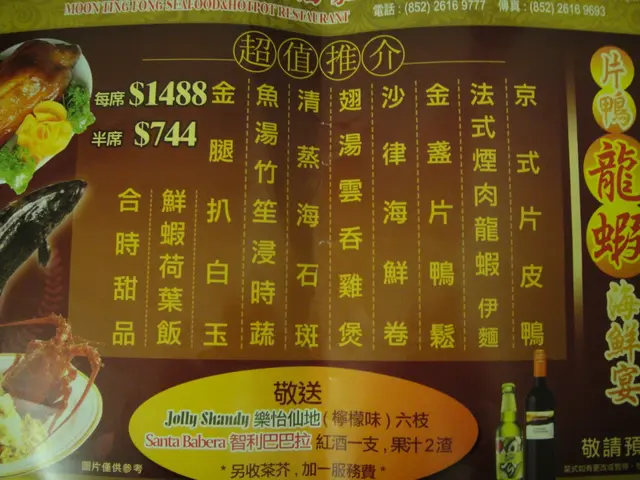 MOON TING LONG SEAFOOD&HOTPOT RESTAURANT
電話：(852) 2616 9777 傳真：(852) 2616 9693
超值推介
每席 $1488
半席 $744
京式片皮鴨
法式煙肉龍蝦伊麵
金盞片鴨鬆
沙律海鮮卷
翅湯雲吞雞煲
清蒸海石斑
魚湯竹笙浸時蔬
金腿扒白玉
鮮蝦荷葉飯
合時甜品
片鴨
龍蝦
海鮮宴
敬送
Jolly Shandy 樂怡仙地(檸檬味)六枝
Santa Babera 智利巴巴拉 紅酒一支,果汁2渣
*另收茶芥,加一服務費*
圖片僅供參考
敬請預